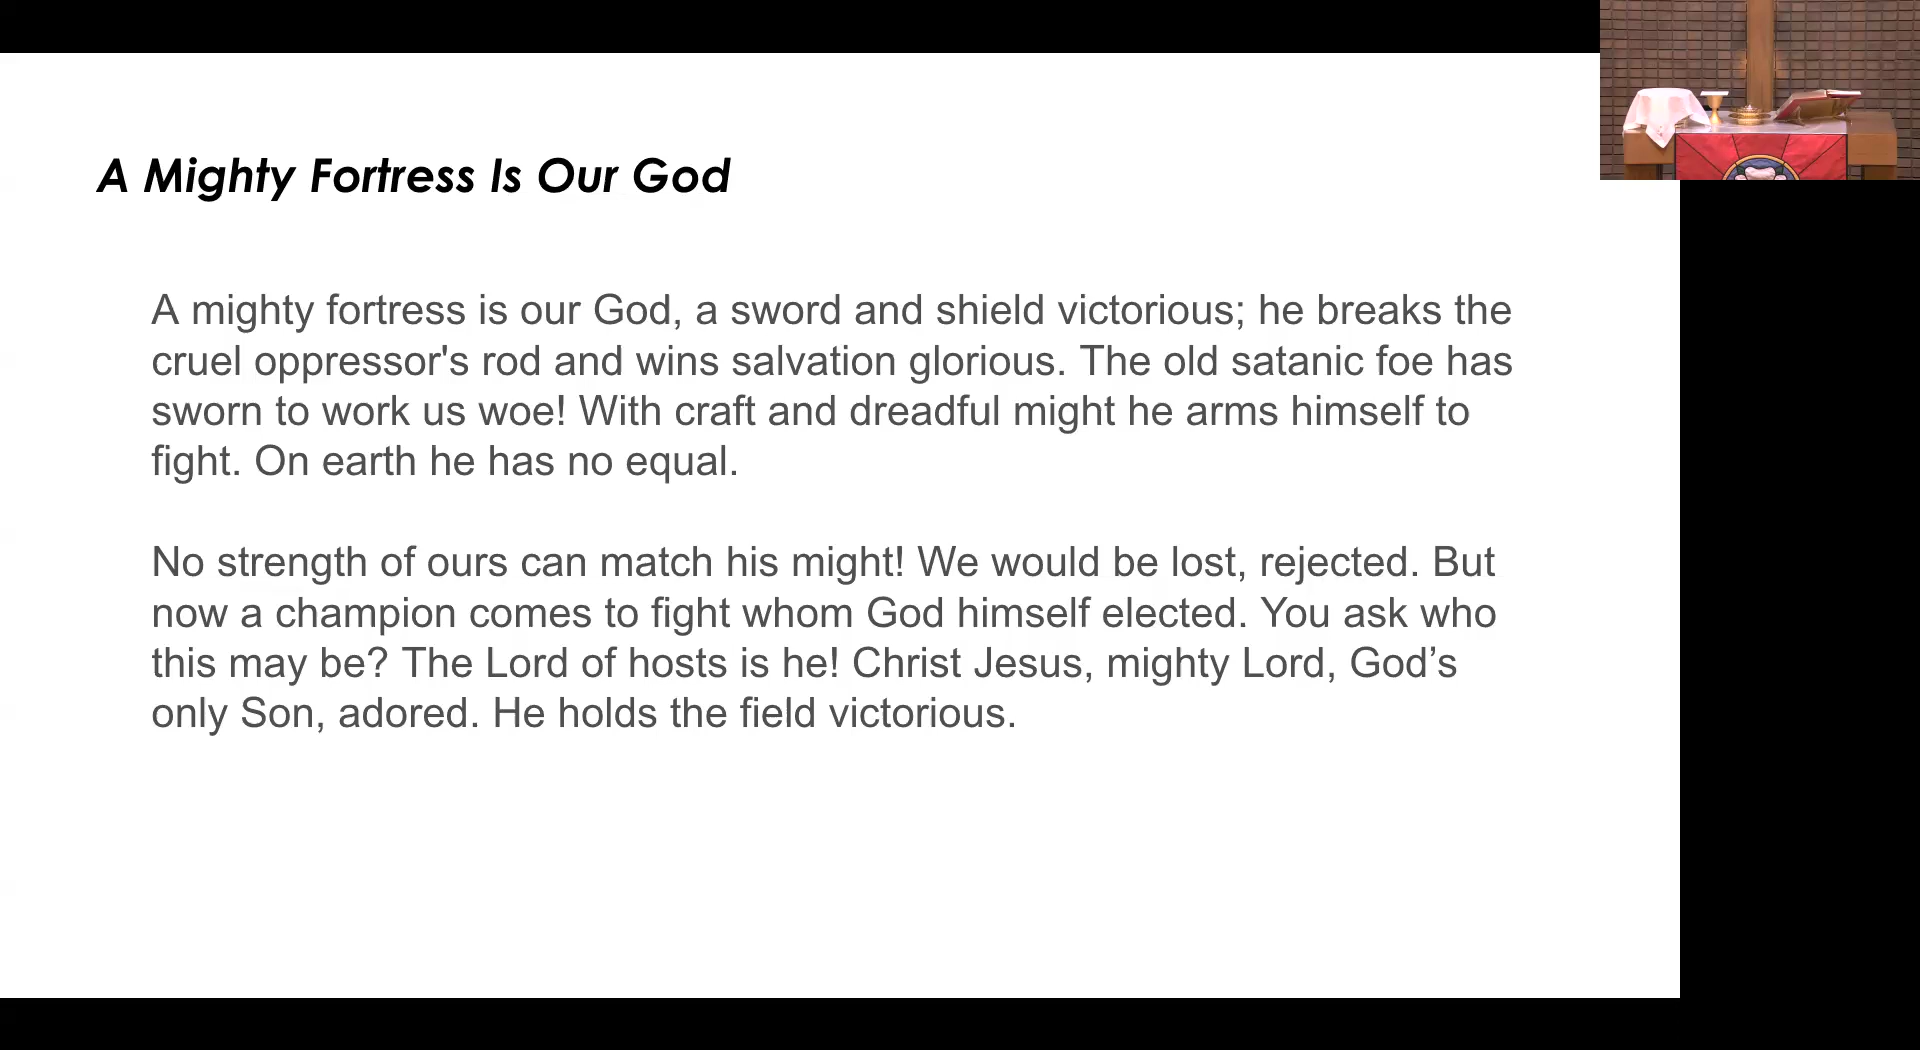 A Mighty Fortress Is Our God
A mighty fortress is our God, a sword and shield victorious; he breaks the
cruel oppressor's rod and wins salvation glorious. The old satanic foe has
sworn to work us woe! With craft and dreadful might he arms himself to
fight. On earth he has no equal.
No strength of ours can match his might! We would be lost, rejected. But
now a champion comes to fight whom God himself elected. You ask who
this may be? The Lord of hosts is he! Christ Jesus, mighty Lord, God’s
only Son, adored. He holds the field victorious.